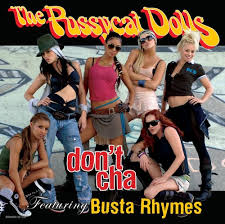 The Pussycat Dolls
don't
cha
Featuring Busta Rhymes